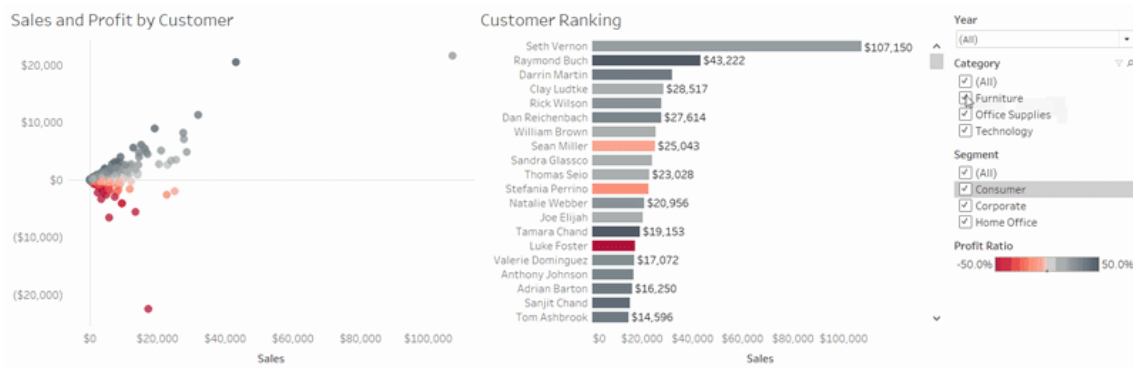 Sales and Profit by Customer
$20,000
$10,000
$0
($10,000)
($20,000)
$0 $20,000 $40,000 $60,000 $80,000 $100,000
Sales
Customer Ranking
Seth Vernon $107,150
Raymond Buch $43,222
Darrin Martin
Clay Ludtke $28,517
Rick Wilson
Dan Reichenbach $27,614
William Brown
Sean Miller $25,043
Sandra Glassco
Thomas Seio $23,028
Stefania Perrino
Natalie Webber $20,956
Joe Elijah
Tamara Chand $19,153
Luke Foster
Valerie Dominguez $17,072
Anthony Johnson
Adrian Barton $16,250
Sanjit Chand
Tom Ashbrook $14,596
$0 $20,000 $40,000 $60,000 $80,000 $100,000
Sales
Year
(All)
Category
(All)
Furniture
Office Supplies
Technology
Segment
(All)
Consumer
Corporate
Home Office
Profit Ratio
-50.0% 50.0%